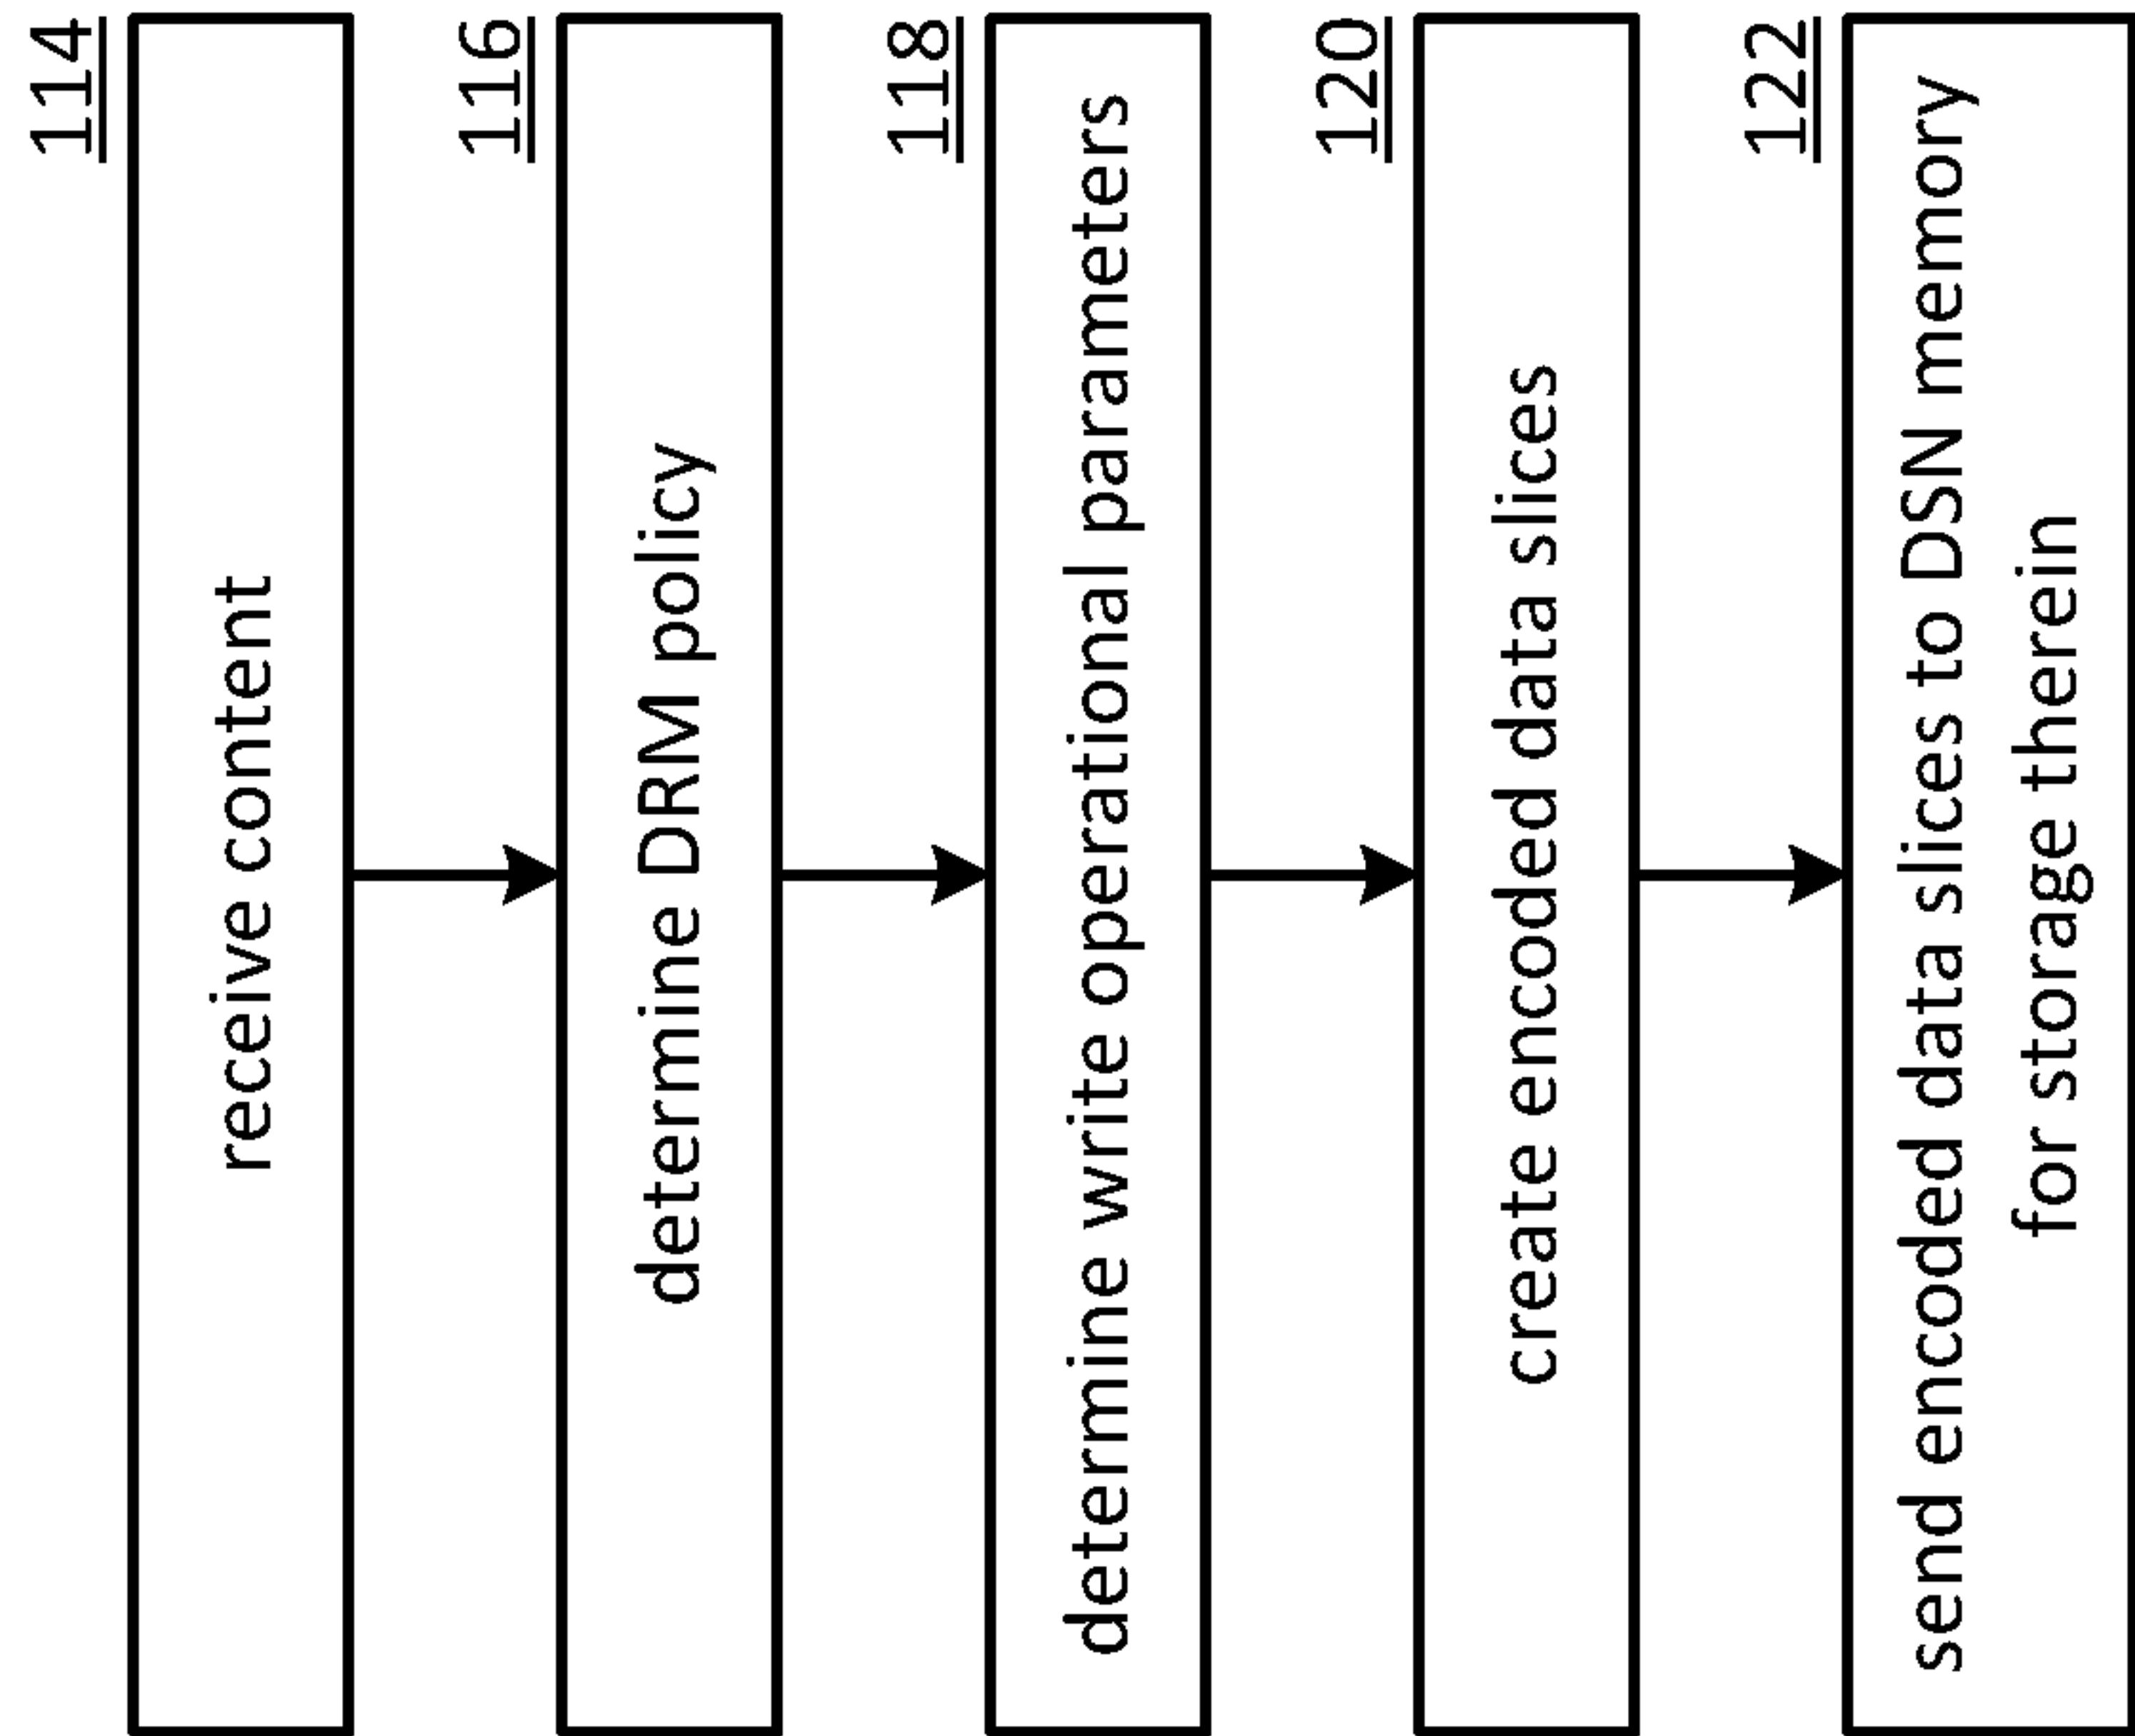 114
receive content
116
determine DRM policy
118
determine write operational parameters
120
create encoded data slices
122
send encoded data slices to DSN memory
for storage therein